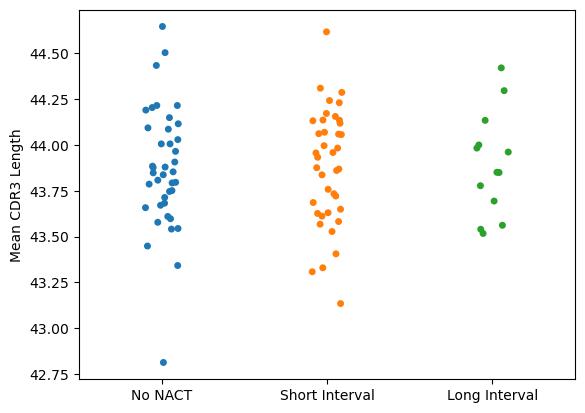 Mean CDR3 Length
44.50
44.25
44.00
43.75
43.50
43.25
43.00
42.75
No NACT
Short Interval
Long Interval